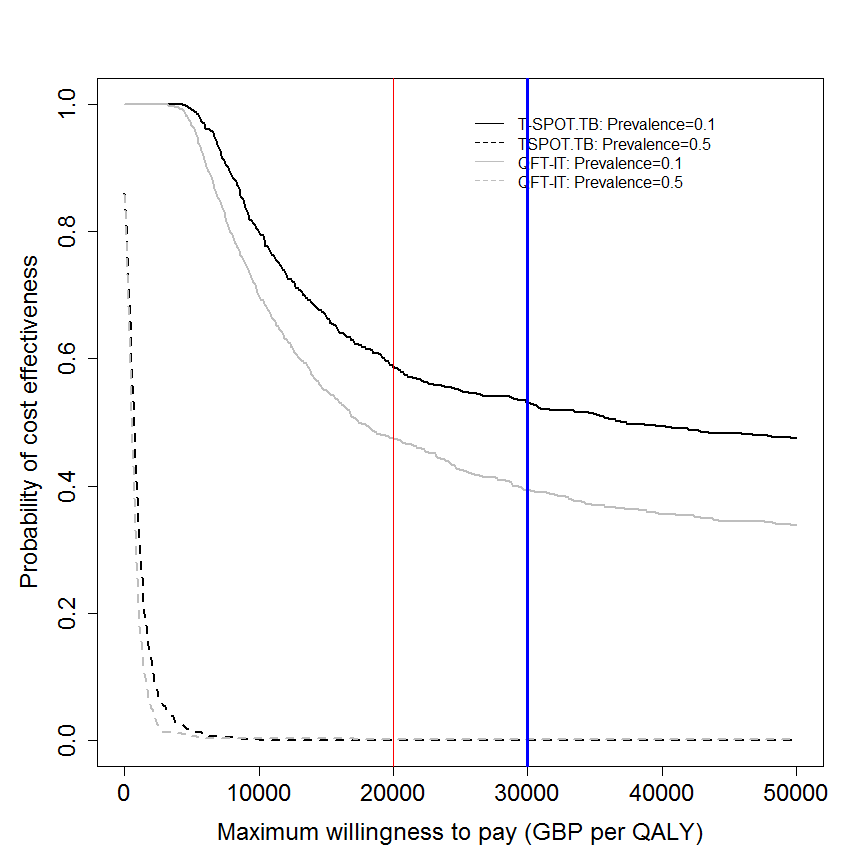 1.0
0.8
0.6
0.4
0.2
0.0
Probability of cost effectiveness
T-SPOT.TB: Prevalence=0.1
TSPOT.TB: Prevalence=0.5
QFT-IT: Prevalence=0.1
QFT-IT: Prevalence=0.5
0 10000 20000 30000 40000 50000
Maximum willingness to pay (GBP per QALY)